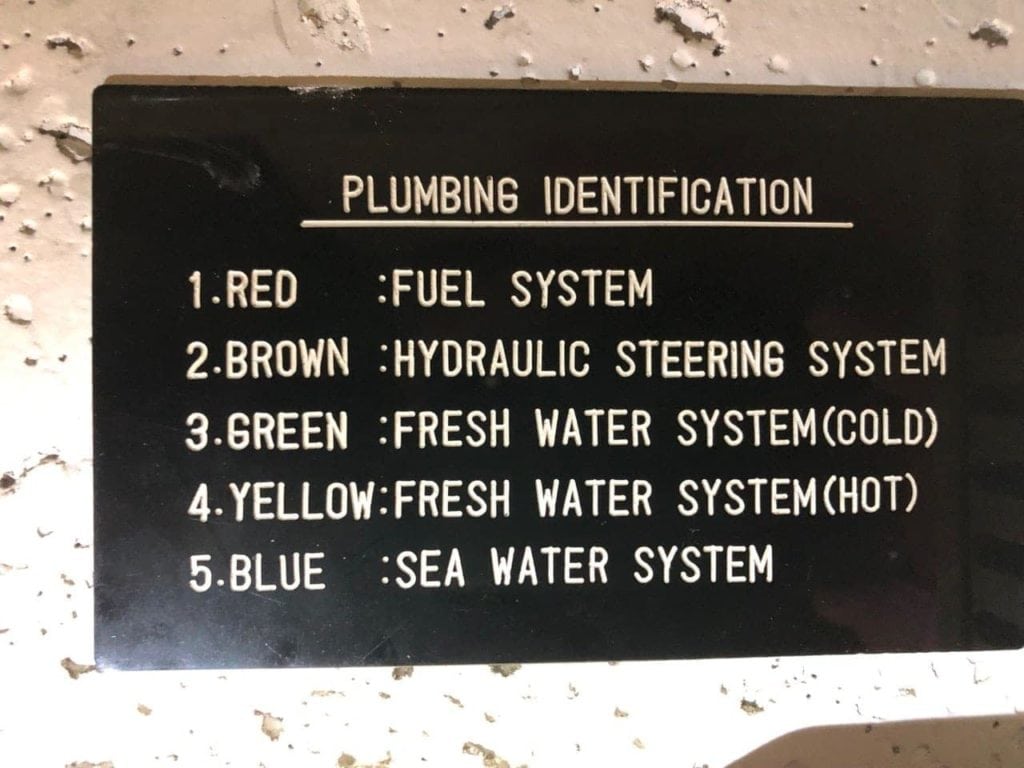 PLUMBING IDENTIFICATION
1.RED :FUEL SYSTEM
2.BROWN :HYDRAULIC STEERING SYSTEM
3.GREEN :FRESH WATER SYSTEM(COLD)
4.YELLOW:FRESH WATER SYSTEM(HOT)
5.BLUE :SEA WATER SYSTEM